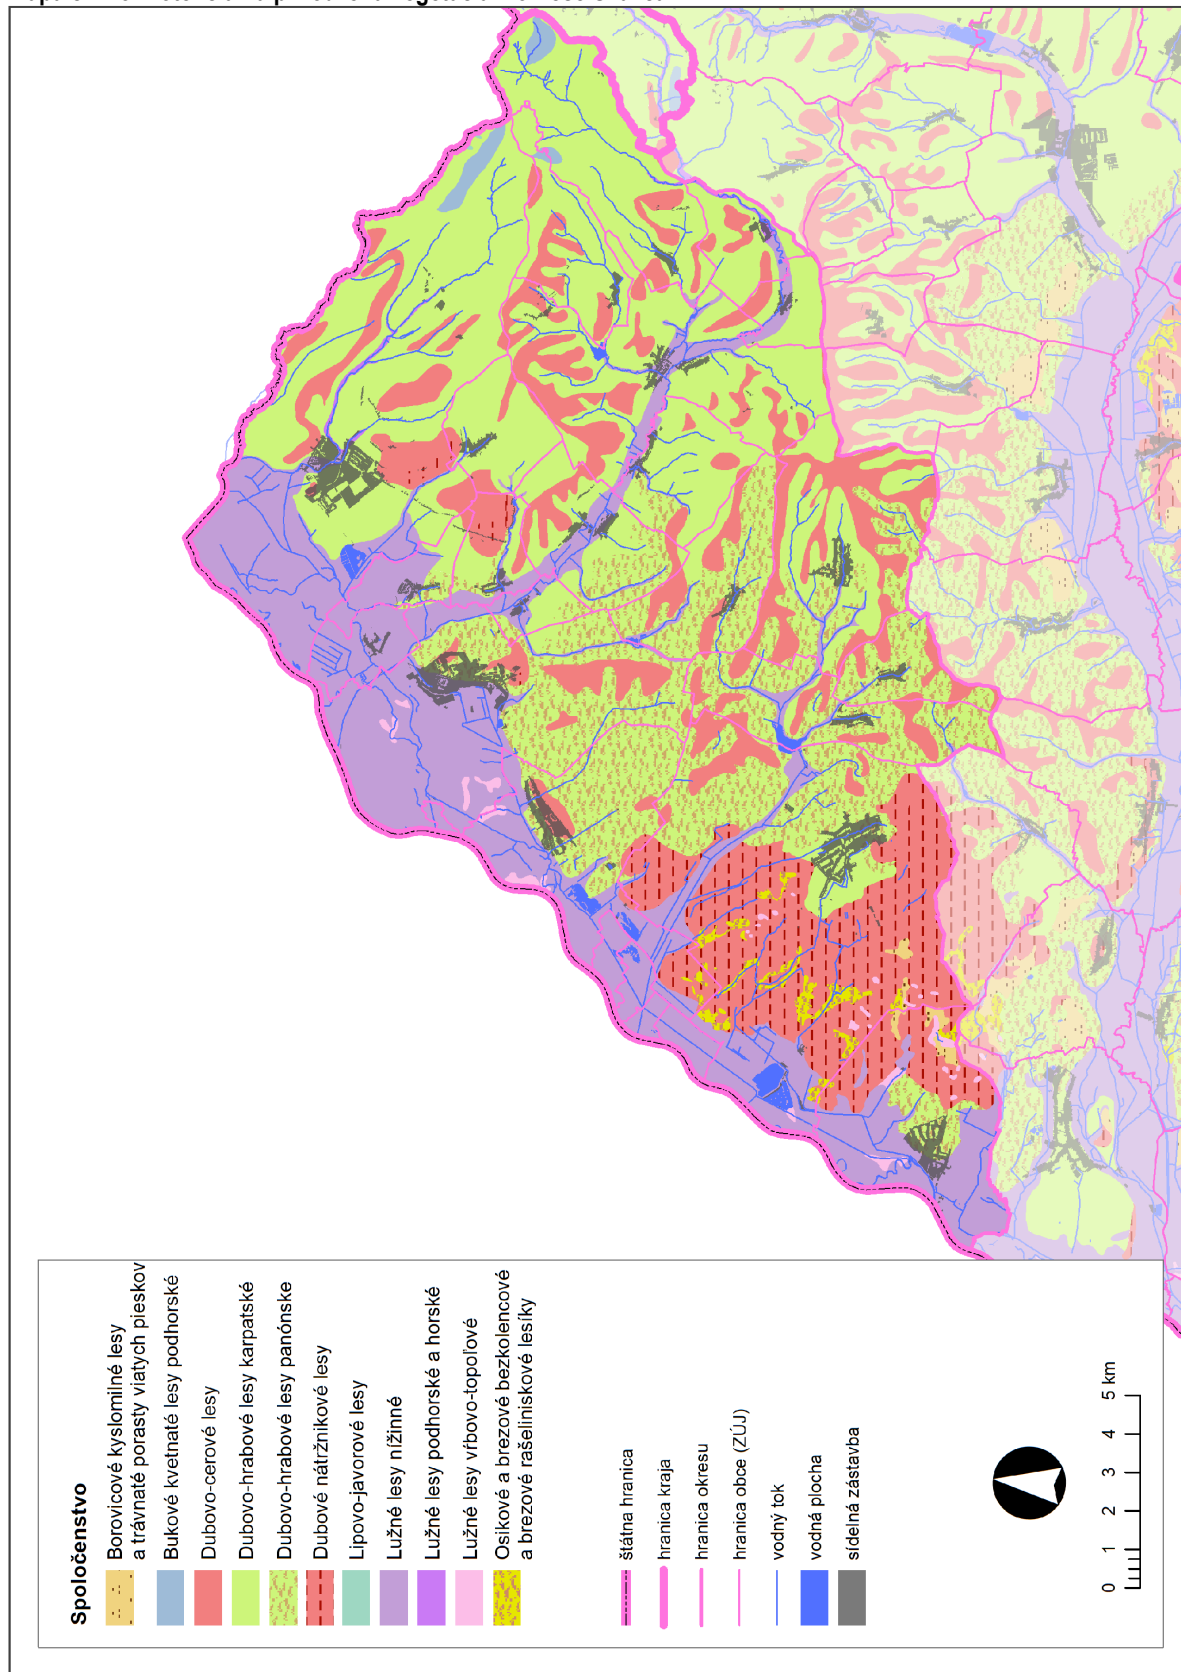 Spoločenstvo
Borovicové kyslomilné lesy
a trávnaté porasty viatych pieskov
Bukové kvetnaté lesy podhorské
Dubovo-cerové lesy
Dubovo-hrabové lesy karpatské
Dubovo-hrabové lesy panónske
Dubové nátržnikové lesy
Lipovo-javorové lesy
Lužné lesy nížinné
Lužné lesy podhorské a horské
Lužné lesy vŕbovo-topoľové
Osikové a brezové bezkolencové
a brezové rašeliniskové lesíky
štátna hranica
hranica kraja
hranica okresu
hranica obce (ZÚJ)
vodný tok
vodná plocha
sídelná zástavba
0 1 2 3 4 5 km